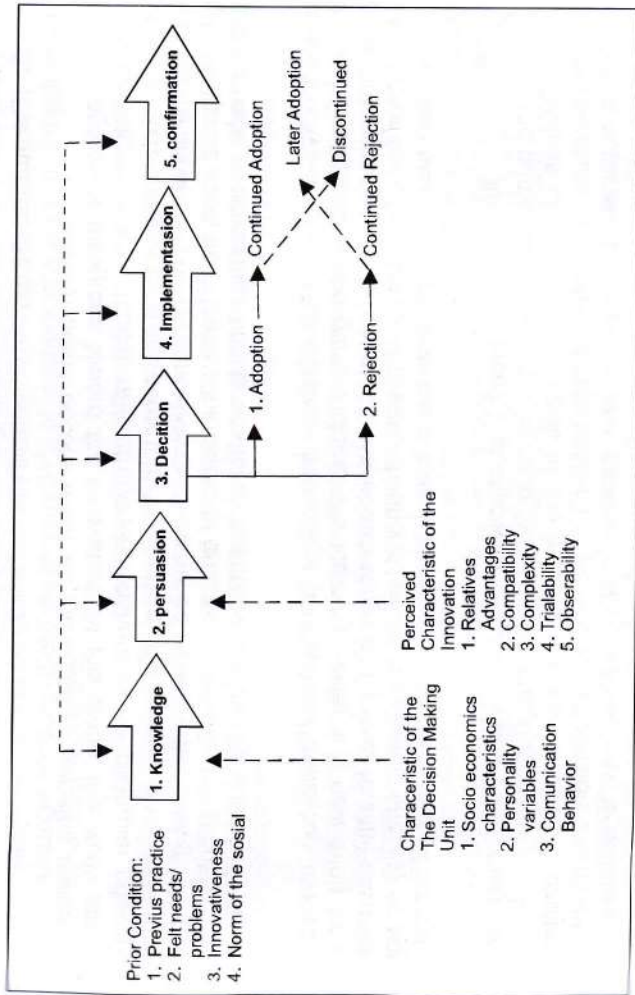 Prior Condition:
1. Previus practice
2. Felt needs/
problems
3. Innovativeness
4. Norm of the sosial
1. Knowledge
2. persuasion
3. Decition
4. Implementasion
5. confirmation
1. Adoption
Continued Adoption
Later Adoption
Discontinued
2. Rejection
Continued Rejection
Characeristic of the
The Decision Making
Unit
1. Socio economics
characteristics
2. Personality
variables
3. Comunication
Behavior
Perceived
Characteristic of the
Innovation
1. Relatives
Advantages
2. Compatibility
3. Complexity
4. Trialability
5. Obserability